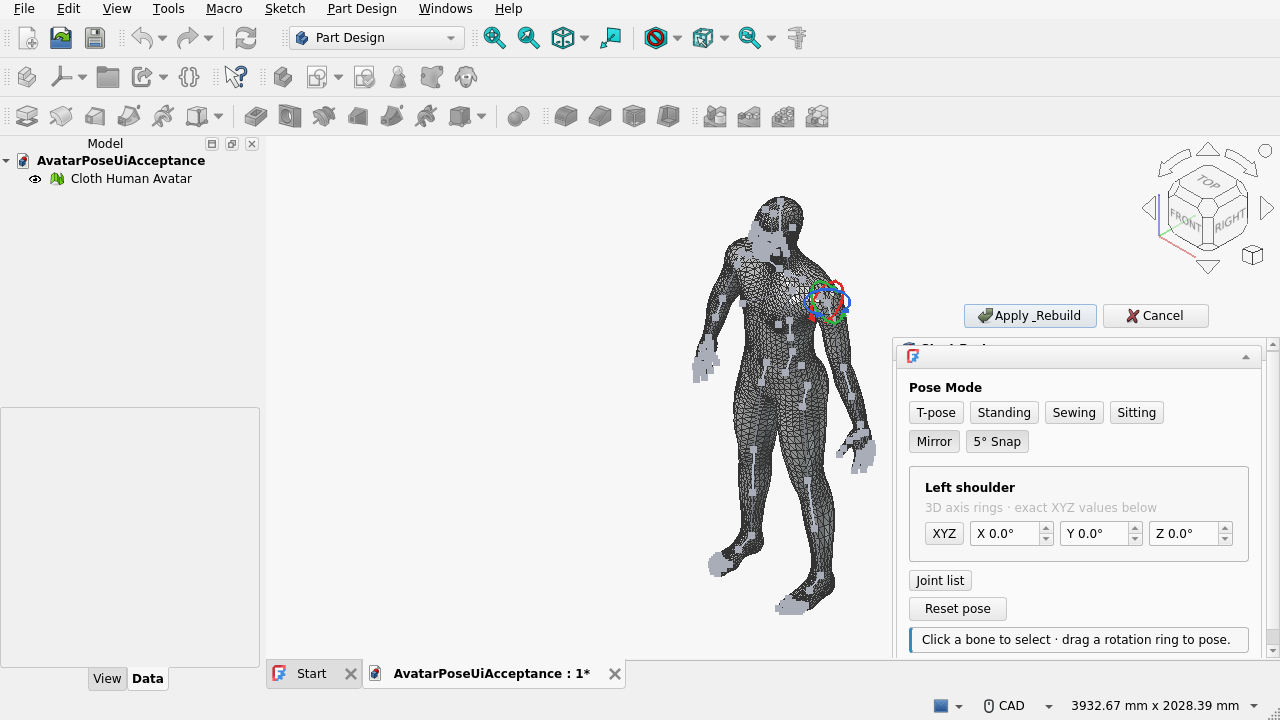 File Edit View Tools Macro Sketch Part Design Windows Help
Part Design
Model
AvatarPoseUiAcceptance
Cloth Human Avatar
TOP
FRONT
RIGHT
Apply _Rebuild
Cancel
Pose Mode
T-pose Standing Sewing Sitting
Mirror 5° Snap
Left shoulder
3D axis rings · exact XYZ values below
XYZ X 0.0° Y 0.0° Z 0.0°
Joint list
Reset pose
Click a bone to select · drag a rotation ring to pose.
View Data
Start
AvatarPoseUiAcceptance : 1*
CAD
3932.67 mm x 2028.39 mm